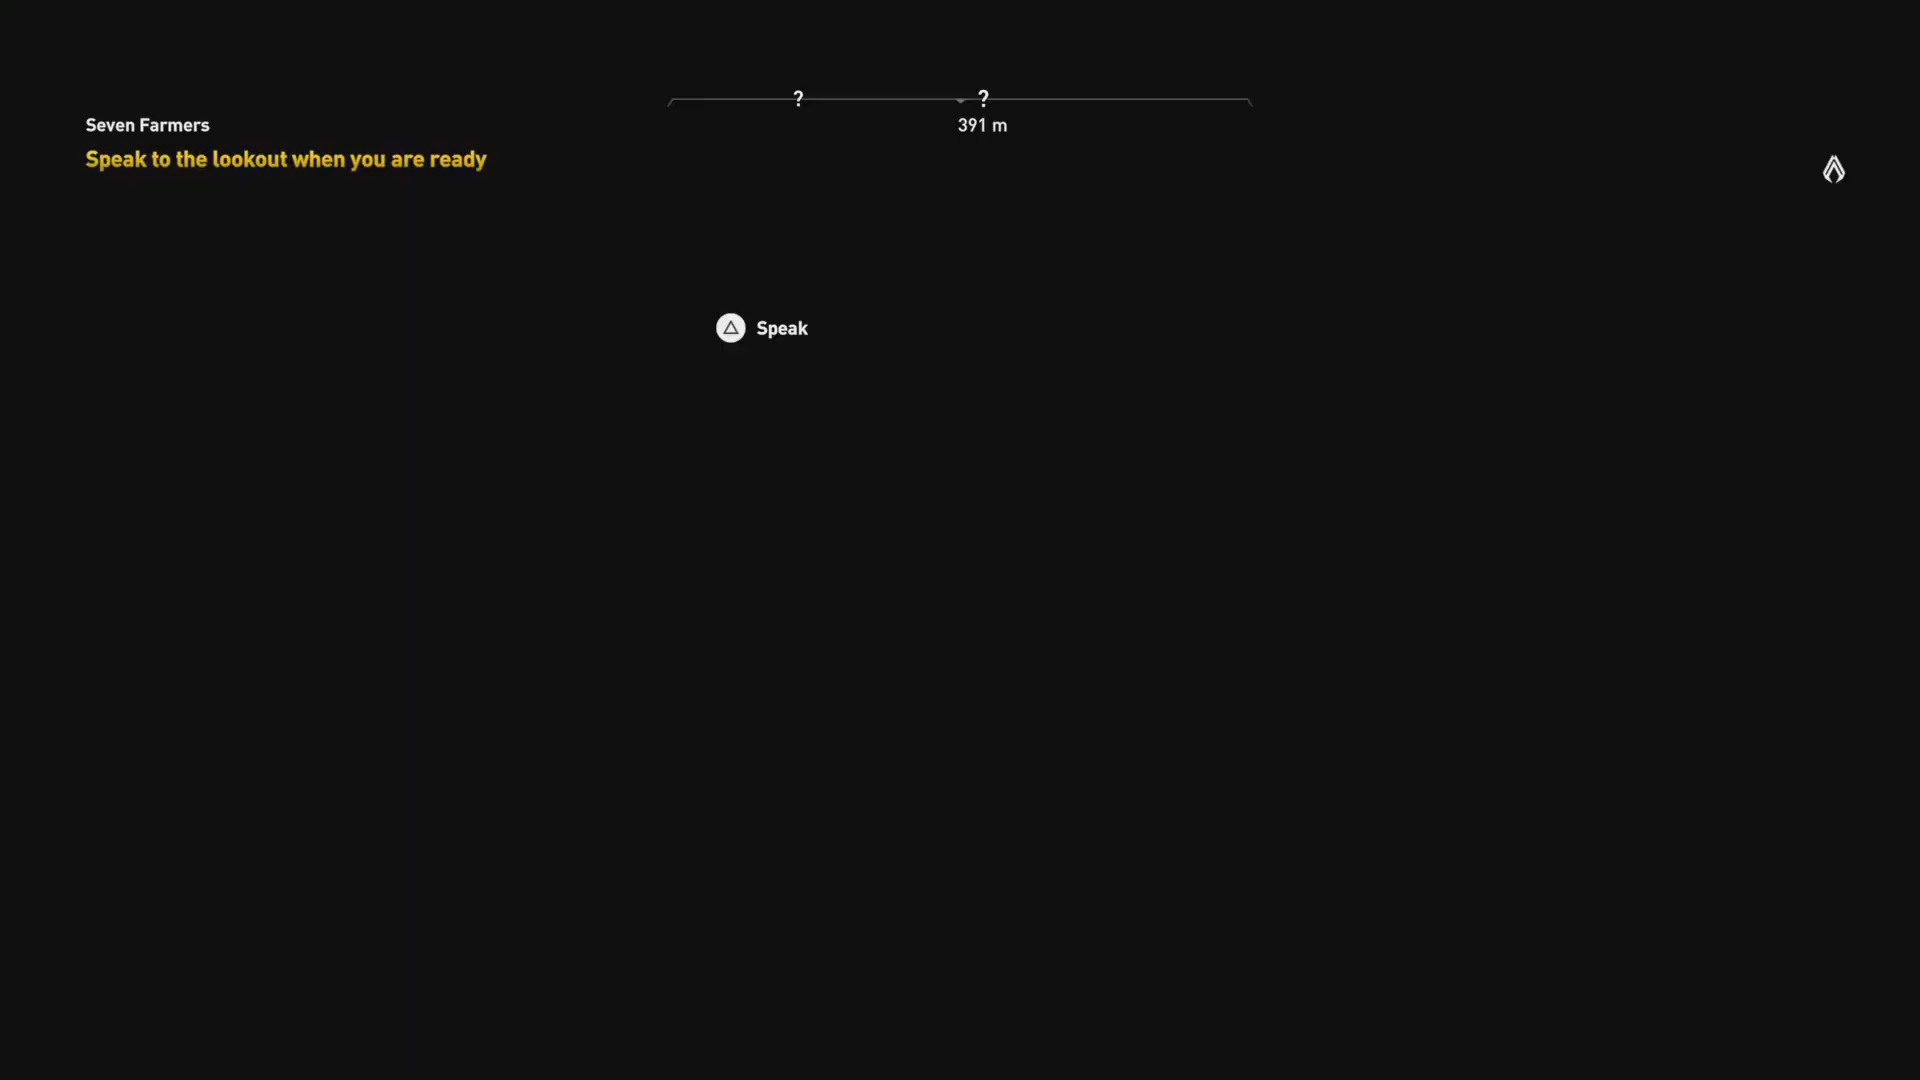 ? ?
Seven Farmers
391 m
Speak to the lookout when you are ready
Speak